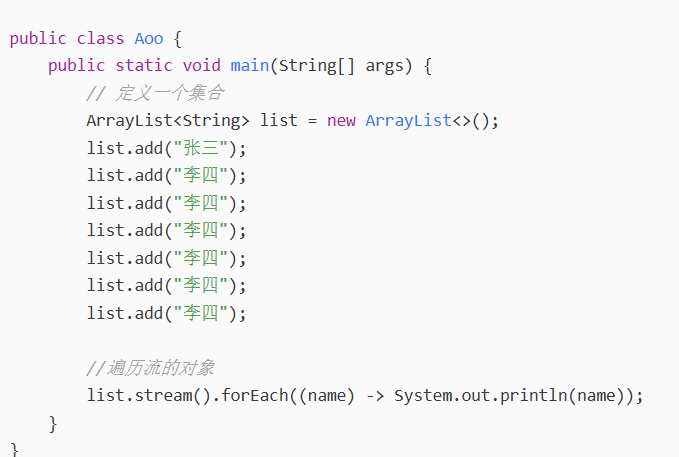 public class Aoo {
    public static void main(String[] args) {
        // 定义一个集合
        ArrayList<String> list = new ArrayList<>();
        list.add("张三");
        list.add("李四");
        list.add("李四");
        list.add("李四");
        list.add("李四");
        list.add("李四");
        list.add("李四");
        //遍历流的对象
        list.stream().forEach((name) -> System.out.println(name));
    }
}